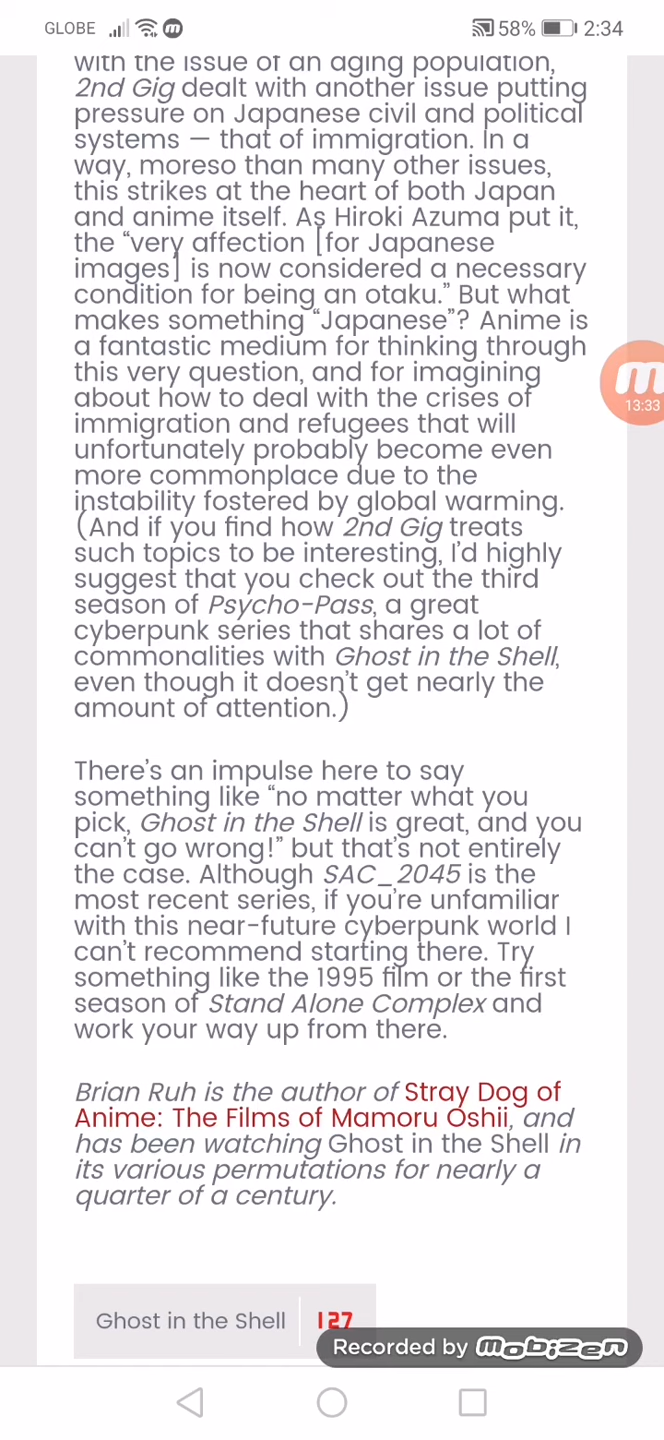 GLOBE 58% 2:34
with the issue of an aging population,
2nd Gig dealt with another issue putting
pressure on Japanese civil and political
systems — that of immigration. In a
way, moreso than many other issues,
this strikes at the heart of both Japan
and anime itself. As Hiroki Azuma put it,
the “very affection [for Japanese
images] is now considered a necessary
condition for being an otaku.” But what
makes something “Japanese”? Anime is
a fantastic medium for thinking through
this very question, and for imagining
about how to deal with the crises of
immigration and refugees that will
unfortunately probably become even
more commonplace due to the
instability fostered by global warming.
(And if you find how 2nd Gig treats
such topics to be interesting, I’d highly
suggest that you check out the third
season of Psycho-Pass, a great
cyberpunk series that shares a lot of
commonalities with Ghost in the Shell,
even though it doesn’t get nearly the
amount of attention.)
13:33
There’s an impulse here to say
something like “no matter what you
pick, Ghost in the Shell is great, and you
can’t go wrong!” but that’s not entirely
the case. Although SAC_2045 is the
most recent series, if you’re unfamiliar
with this near-future cyberpunk world I
can’t recommend starting there. Try
something like the 1995 film or the first
season of Stand Alone Complex and
work your way up from there.
Brian Ruh is the author of Stray Dog of
Anime: The Films of Mamoru Oshii, and
has been watching Ghost in the Shell in
its various permutations for nearly a
quarter of a century.
Ghost in the Shell 127
Recorded by mobizen